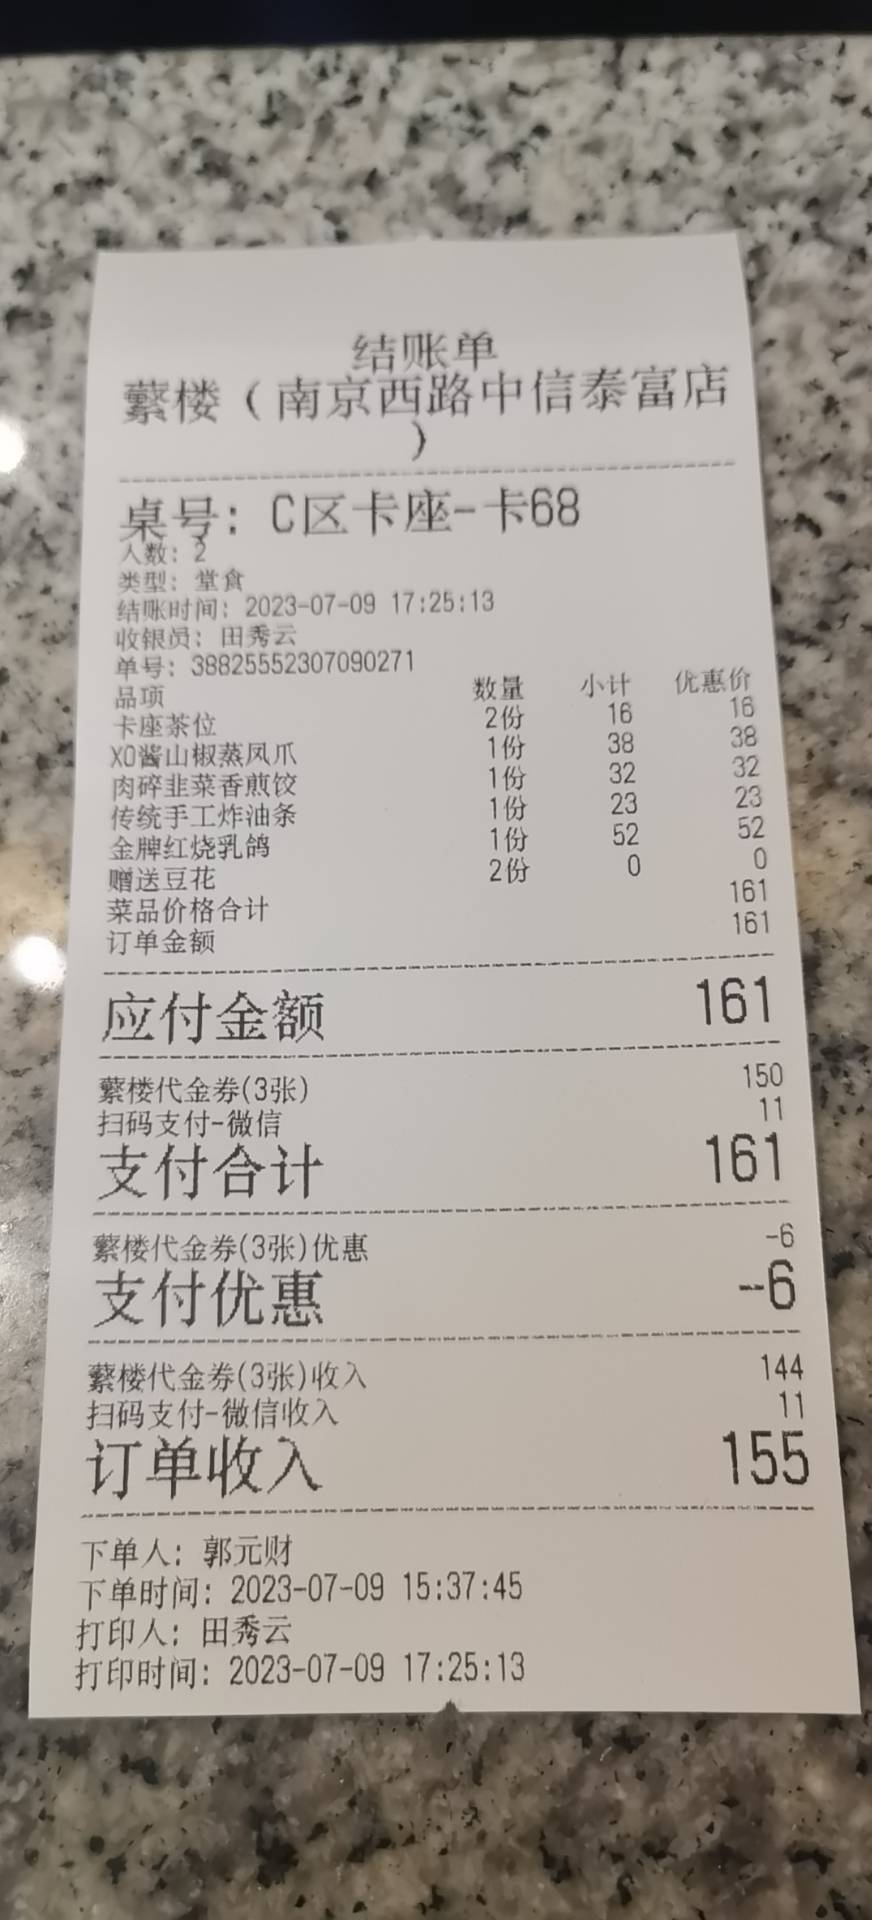 结账单
蘩楼（南京西路中信泰富店
）
桌号: C区卡座-卡68
人数: 2
类型: 堂食
结账时间: 2023-07-09 17:25:13
收银员: 田秀云
单号: 38825552307090271
品项 数量 小计 优惠价
卡座茶位 2份 16 16
XO酱山椒蒸凤爪 1份 38 38
肉碎韭菜香煎饺 1份 32 32
传统手工炸油条 1份 23 23
金牌红烧乳鸽 1份 52 52
赠送豆花 2份 0 0
菜品价格合计 161
订单金额 161
应付金额 161
蘩楼代金券(3张) 150
扫码支付-微信 11
支付合计 161
蘩楼代金券(3张)优惠 -6
支付优惠 -6
蘩楼代金券(3张)收入 144
扫码支付-微信收入 11
订单收入 155
下单人: 郭元财
下单时间: 2023-07-09 15:37:45
打印人: 田秀云
打印时间: 2023-07-09 17:25:13